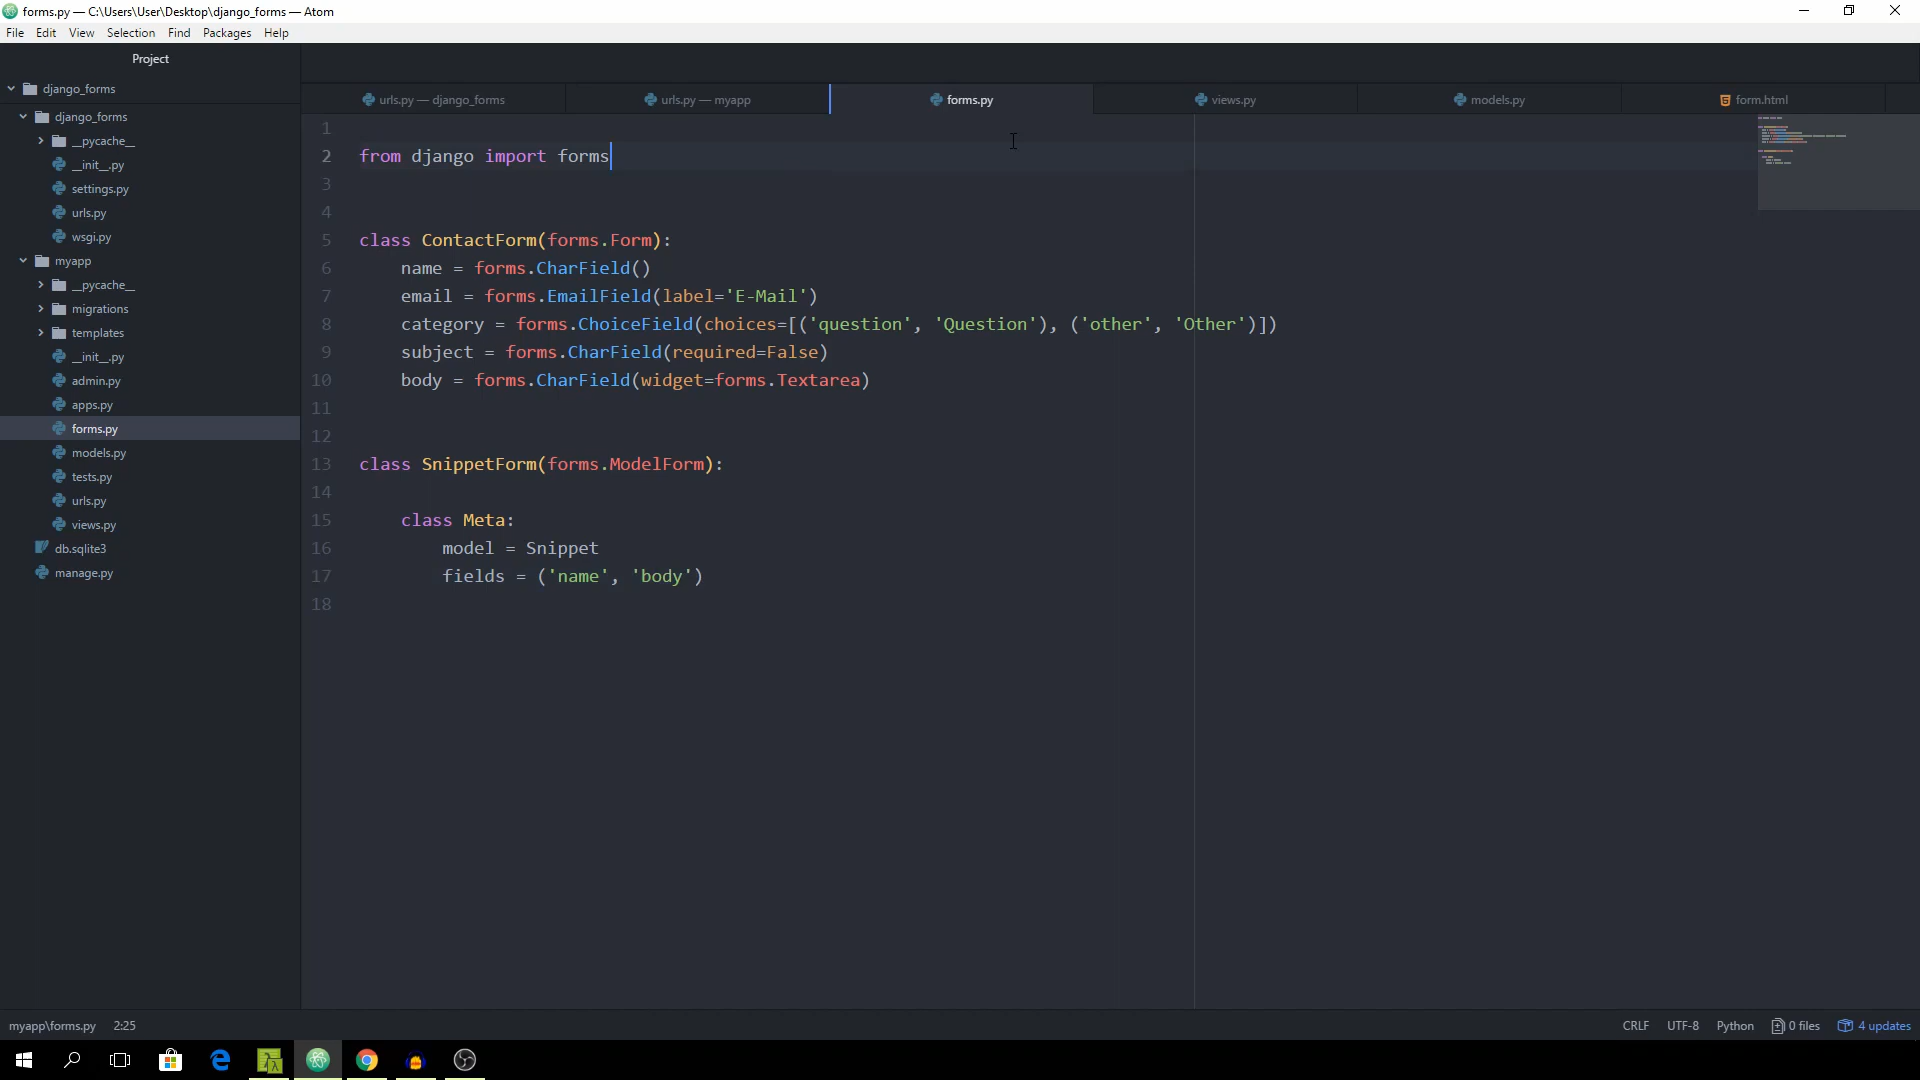 forms.py — C:\Users\User\Desktop\django_forms — Atom
File Edit View Selection Find Packages Help
Project
django_forms
django_forms
__pycache__
__init__.py
settings.py
urls.py
wsgi.py
myapp
__pycache__
migrations
templates
__init__.py
admin.py
apps.py
forms.py
models.py
tests.py
urls.py
views.py
db.sqlite3
manage.py
urls.py — django_forms
urls.py — myapp
forms.py
views.py
models.py
form.html
1
2 from django import forms
3
4
5 class ContactForm(forms.Form):
6 name = forms.CharField()
7 email = forms.EmailField(label='E-Mail')
8 category = forms.ChoiceField(choices=[('question', 'Question'), ('other', 'Other')])
9 subject = forms.CharField(required=False)
10 body = forms.CharField(widget=forms.Textarea)
11
12
13 class SnippetForm(forms.ModelForm):
14
15 class Meta:
16 model = Snippet
17 fields = ('name', 'body')
18
myapp\forms.py 2:25
CRLF UTF-8 Python 0 files 4 updates